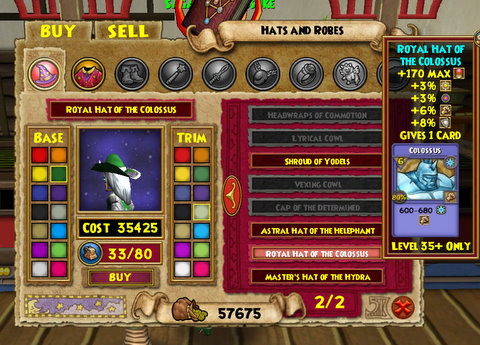 BUY
SELL
HATS AND ROBES
ROYAL HAT OF THE COLOSSUS
BASE
TRIM
COST 35425
33/80
BUY
HEADWRAPS OF COMMOTION
LYRICAL COWL
SHROUD OF YODELS
VEXING COWL
CAP OF THE DETERMINED
ASTRAL HAT OF THE HELEPHANT
ROYAL HAT OF THE COLOSSUS
MASTER'S HAT OF THE HYDRA
57675
2/2
ROYAL HAT OF
THE COLOSSUS
+170 MAX
+3%
+3%
+6%
+8%
GIVES 1 CARD
COLOSSUS
6
80%
600-680
LEVEL 35+ ONLY